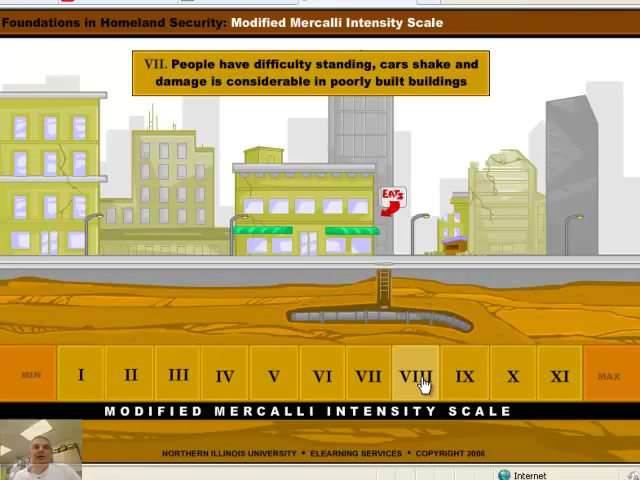 Foundations in Homeland Security: Modified Mercalli Intensity Scale
VII. People have difficulty standing, cars shake and
damage is considerable in poorly built buildings
EATS
MIN I II III IV V VI VII VIII IX X XI MAX
MODIFIED MERCALLI INTENSITY SCALE
NORTHERN ILLINOIS UNIVERSITY • ELEARNING SERVICES • COPYRIGHT 2006
Internet